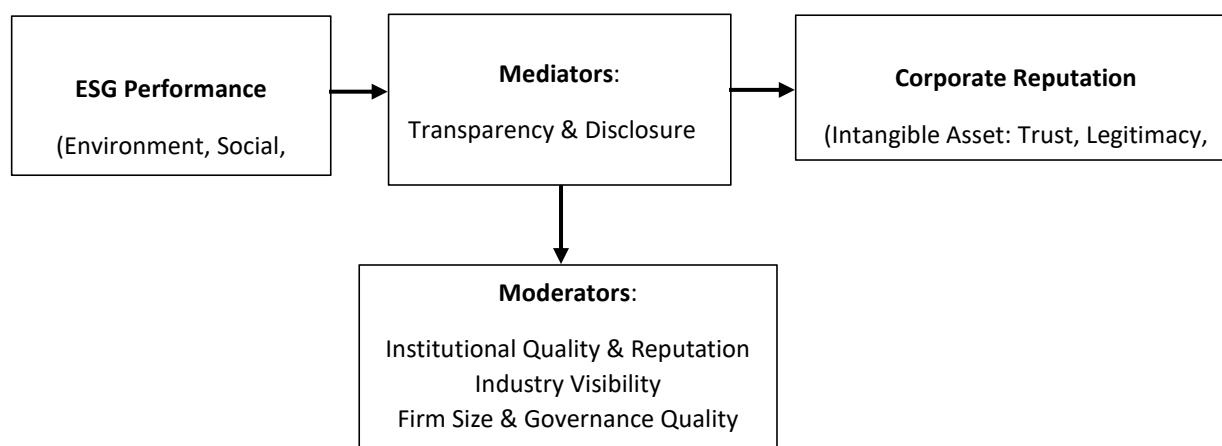 ESG Performance
(Environment, Social,
Mediators:
Transparency & Disclosure
Corporate Reputation
(Intangible Asset: Trust, Legitimacy,
Moderators:
Institutional Quality & Reputation
Industry Visibility
Firm Size & Governance Quality